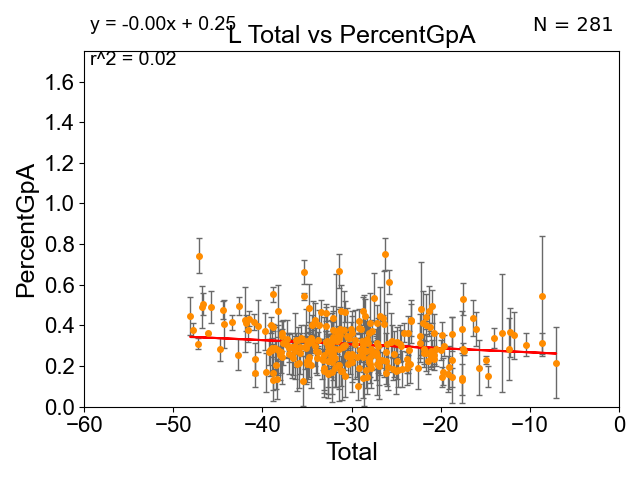 y = -0.00x + 0.25
N = 281
L Total vs PercentGpA
r^2 = 0.02
PercentGpA
1.6
1.4
1.2
1.0
0.8
0.6
0.4
0.2
0.0
−60 −50 −40 −30 −20 −10 0
Total